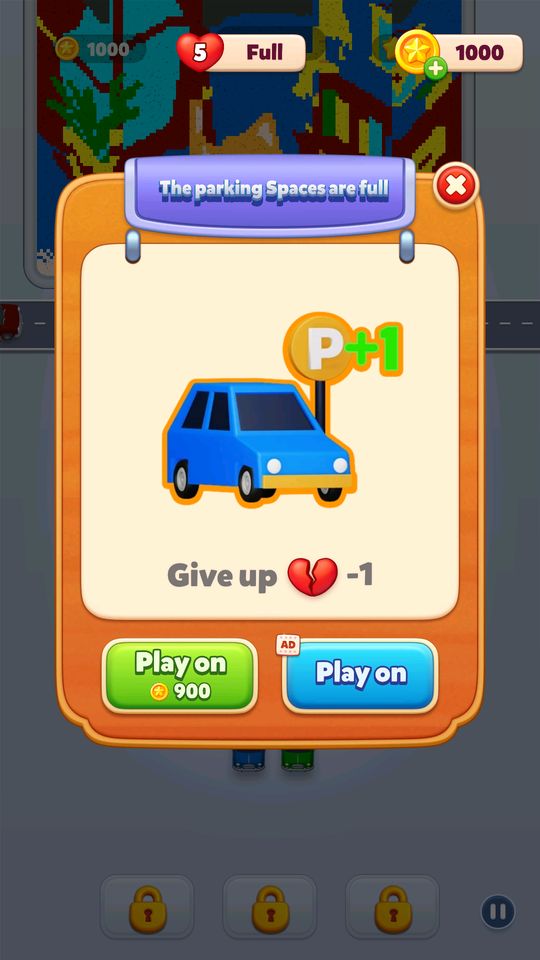 1000
5
Full
1000
The parking Spaces are full
P+1
Give up -1
Play on
900
AD
Play on